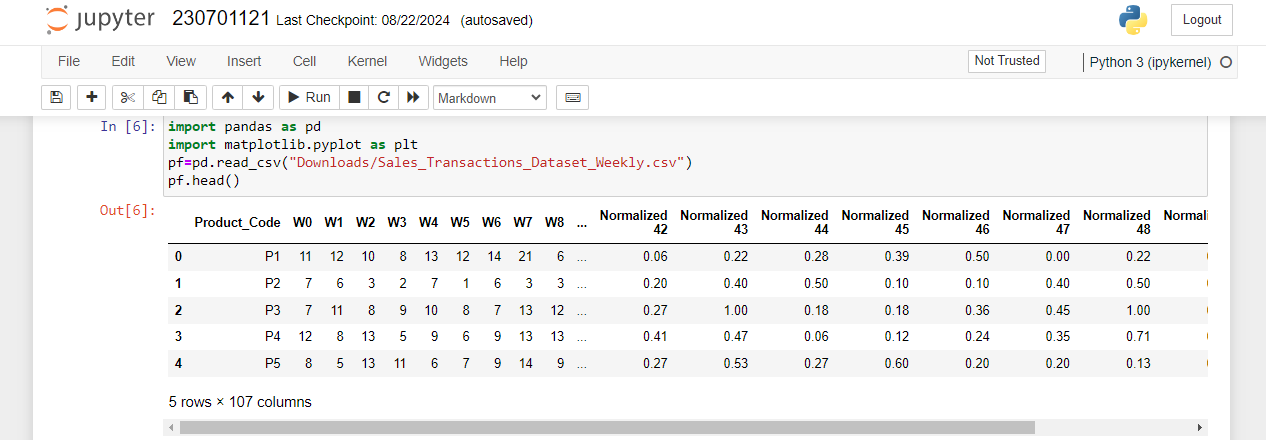 jupyter 230701121 Last Checkpoint: 08/22/2024 (autosaved) Logout
File Edit View Insert Cell Kernel Widgets Help Not Trusted Python 3 (ipykernel)
Run Markdown
In [6]: import pandas as pd
import matplotlib.pyplot as plt
pf=pd.read_csv("Downloads/Sales_Transactions_Dataset_Weekly.csv")
pf.head()
Out[6]:
Product_Code W0 W1 W2 W3 W4 W5 W6 W7 W8 ... Normalized 42 Normalized 43 Normalized 44 Normalized 45 Normalized 46 Normalized 47 Normalized 48 Normal
0 P1 11 12 10 8 13 12 14 21 6 ... 0.06 0.22 0.28 0.39 0.50 0.00 0.22
1 P2 7 6 3 2 7 1 6 3 3 ... 0.20 0.40 0.50 0.10 0.10 0.40 0.50
2 P3 7 11 8 9 10 8 7 13 12 ... 0.27 1.00 0.18 0.18 0.36 0.45 1.00
3 P4 12 8 13 5 9 6 9 13 13 ... 0.41 0.47 0.06 0.12 0.24 0.35 0.71
4 P5 8 5 13 11 6 7 9 14 9 ... 0.27 0.53 0.27 0.60 0.20 0.20 0.13
5 rows × 107 columns